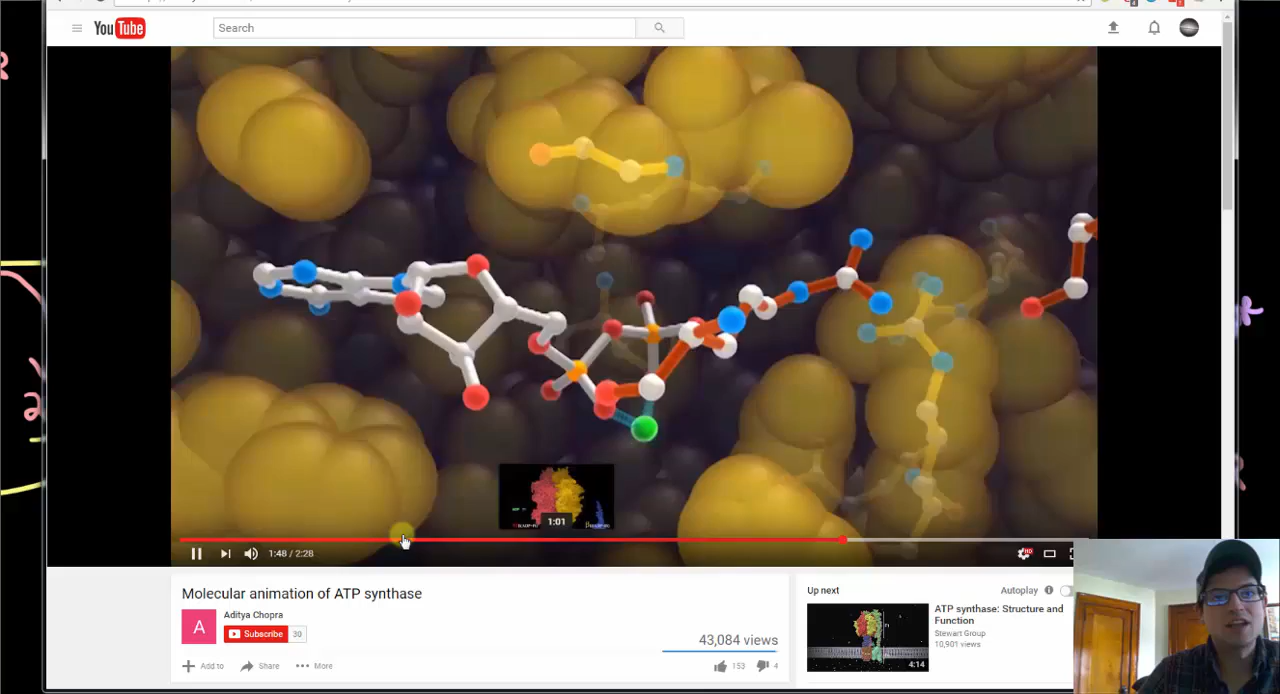 YouTube
Search
1:01
1:48 / 2:28
HD
Molecular animation of ATP synthase
A
Aditya Chopra
Subscribe 30
43,084 views
Add to Share More
153 4
Up next
Autoplay
ATP synthase: Structure and
Function
Stewart Group
10,901 views
4:14